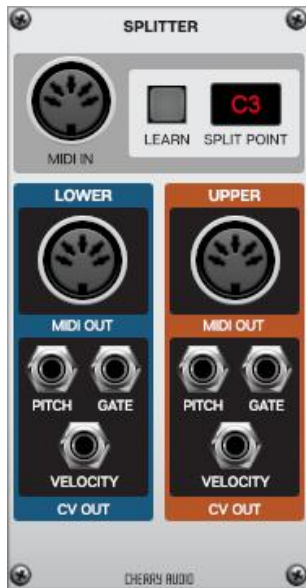 SPLITTER
C3
MIDI IN
LEARN SPLIT POINT
LOWER
MIDI OUT
PITCH GATE
VELOCITY
CV OUT
UPPER
MIDI OUT
PITCH GATE
VELOCITY
CV OUT
CHERRY AUDIO